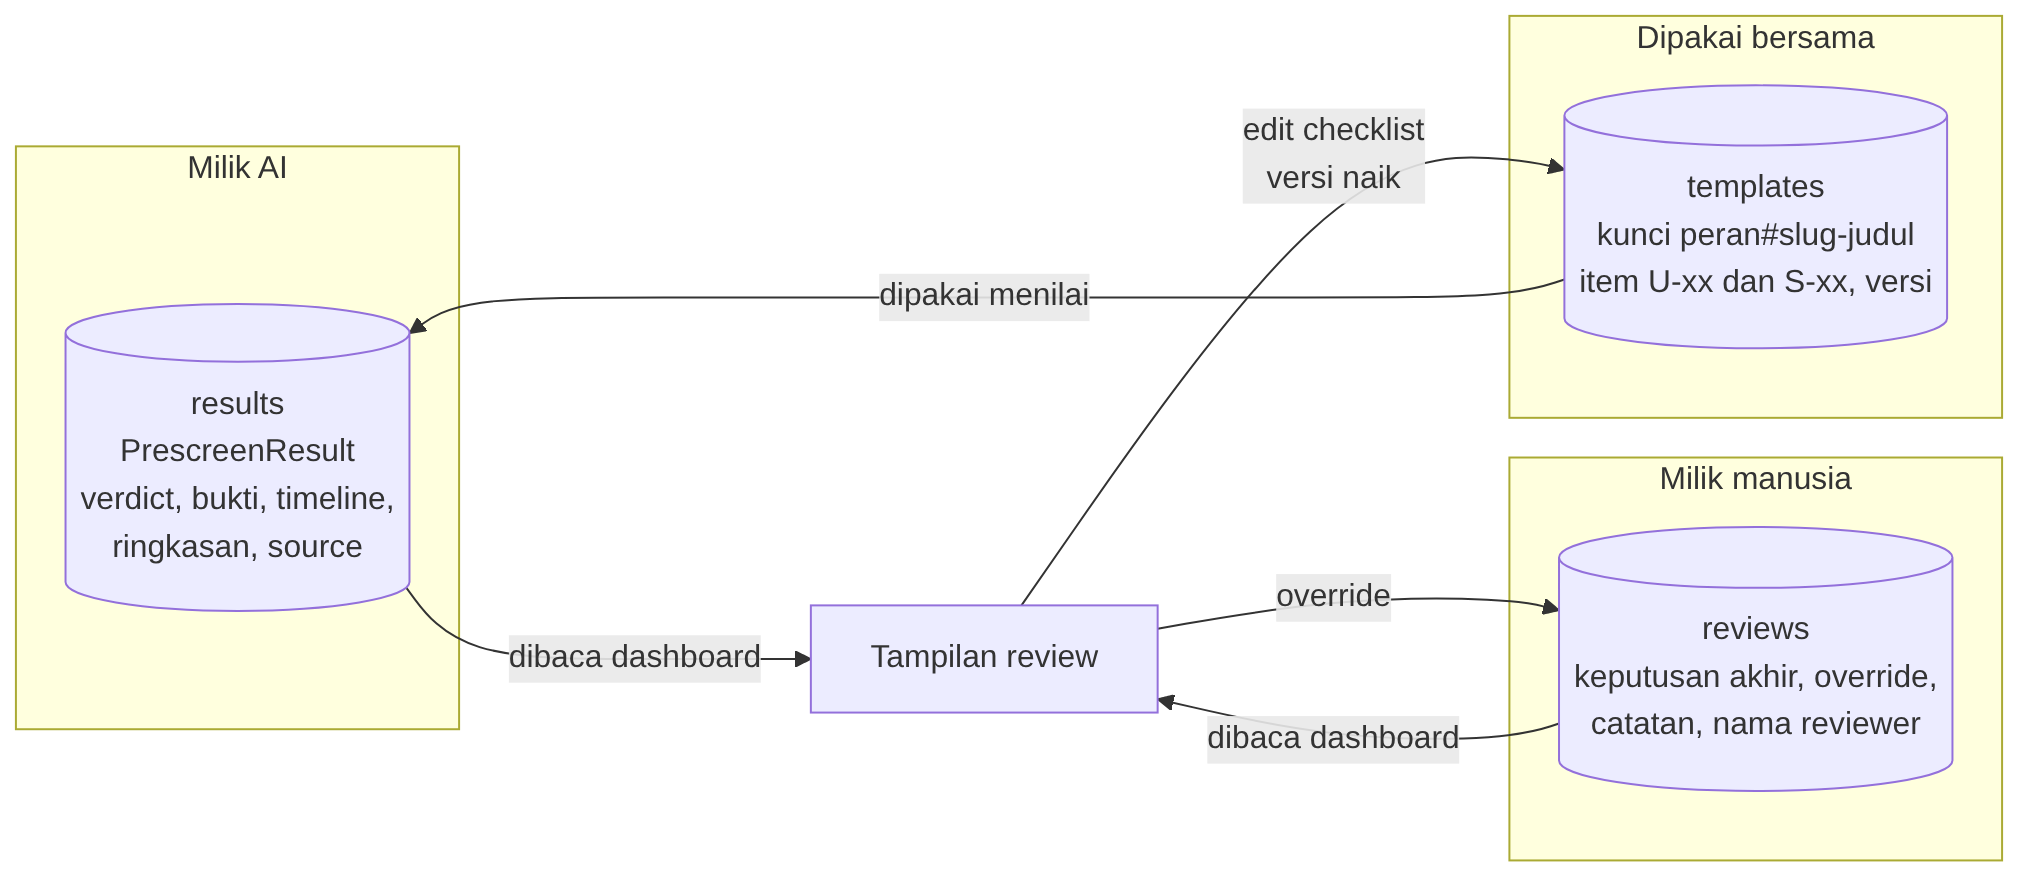 Dipakai bersama
edit checklist
versi naik
templates
kunci peran#slug-judul
item U-xx dan S-xx, versi
Milik AI
dipakai menilai
results
PrescreenResult
verdict, bukti, timeline,
ringkasan, source
dibaca dashboard
Tampilan review
Milik manusia
override
reviews
keputusan akhir, override,
catatan, nama reviewer
dibaca dashboard